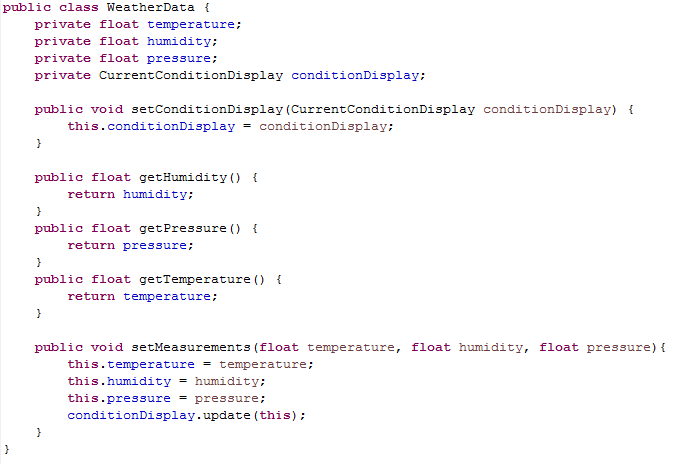 public class WeatherData {
    private float temperature;
    private float humidity;
    private float pressure;
    private CurrentConditionDisplay conditionDisplay;

    public void setConditionDisplay(CurrentConditionDisplay conditionDisplay) {
        this.conditionDisplay = conditionDisplay;
    }

    public float getHumidity() {
        return humidity;
    }
    public float getPressure() {
        return pressure;
    }
    public float getTemperature() {
        return temperature;
    }

    public void setMeasurements(float temperature, float humidity, float pressure){
        this.temperature = temperature;
        this.humidity = humidity;
        this.pressure = pressure;
        conditionDisplay.update(this);
    }
}